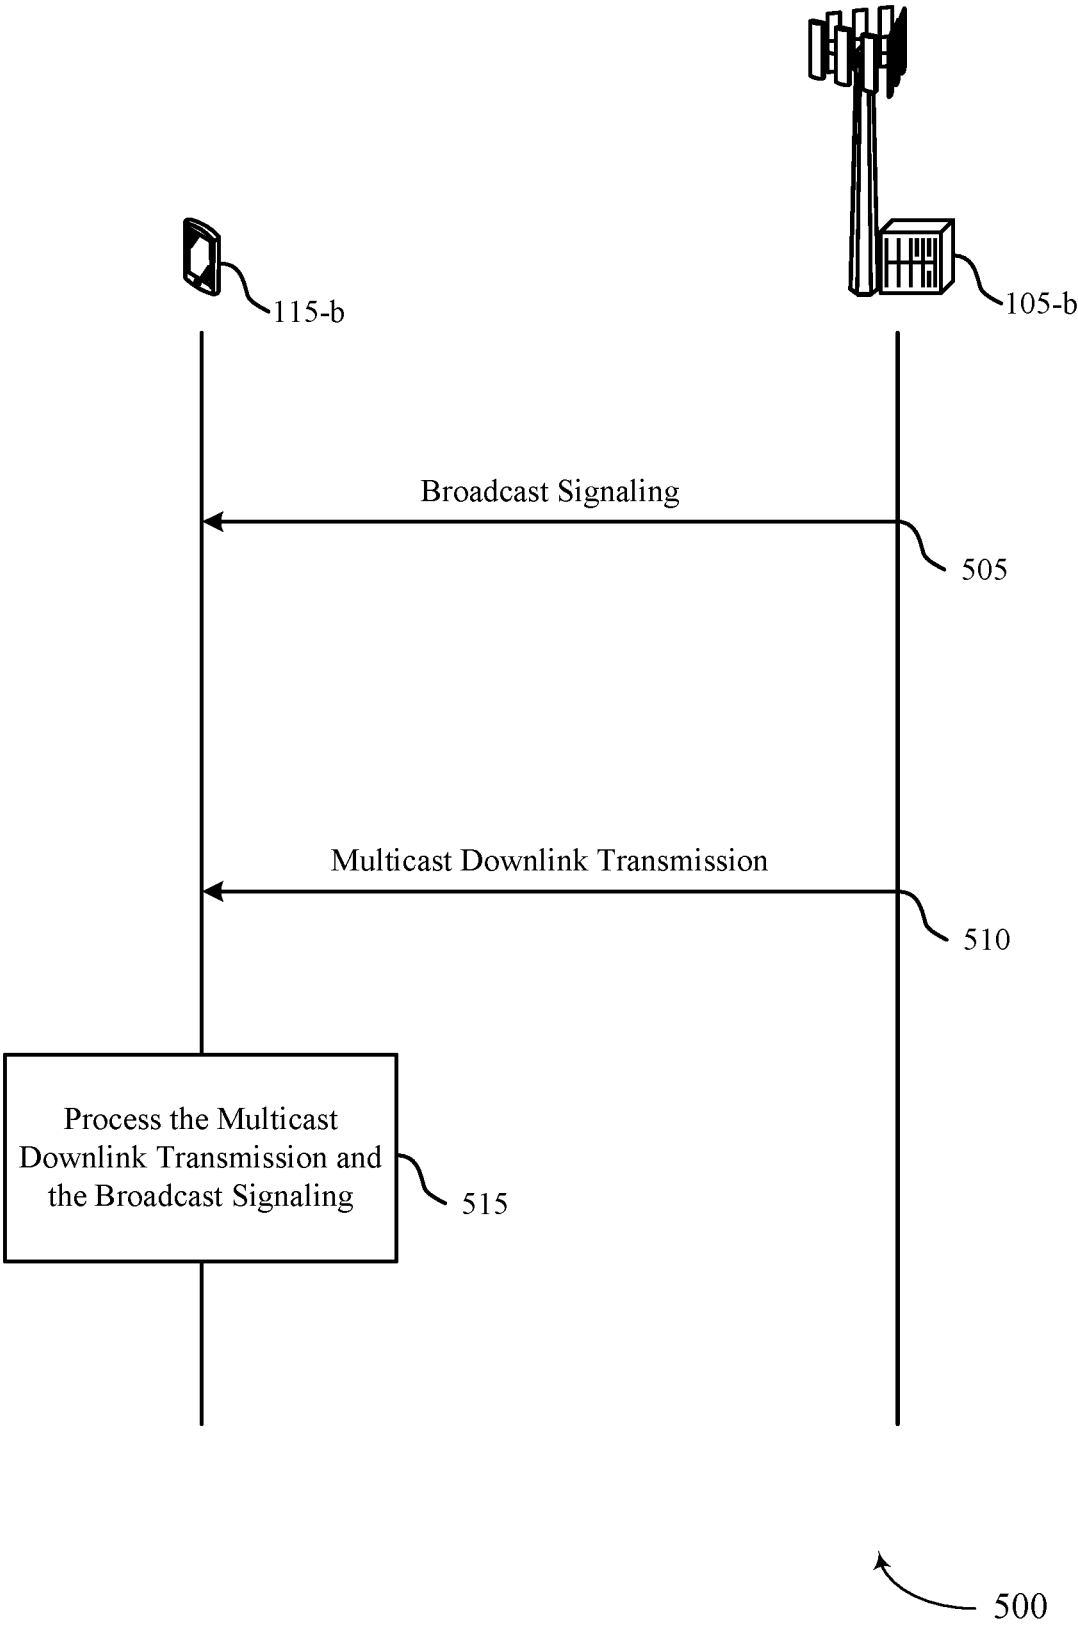 115-b
105-b
Broadcast Signaling
505
Multicast Downlink Transmission
510
Process the Multicast
Downlink Transmission and
the Broadcast Signaling
515
500